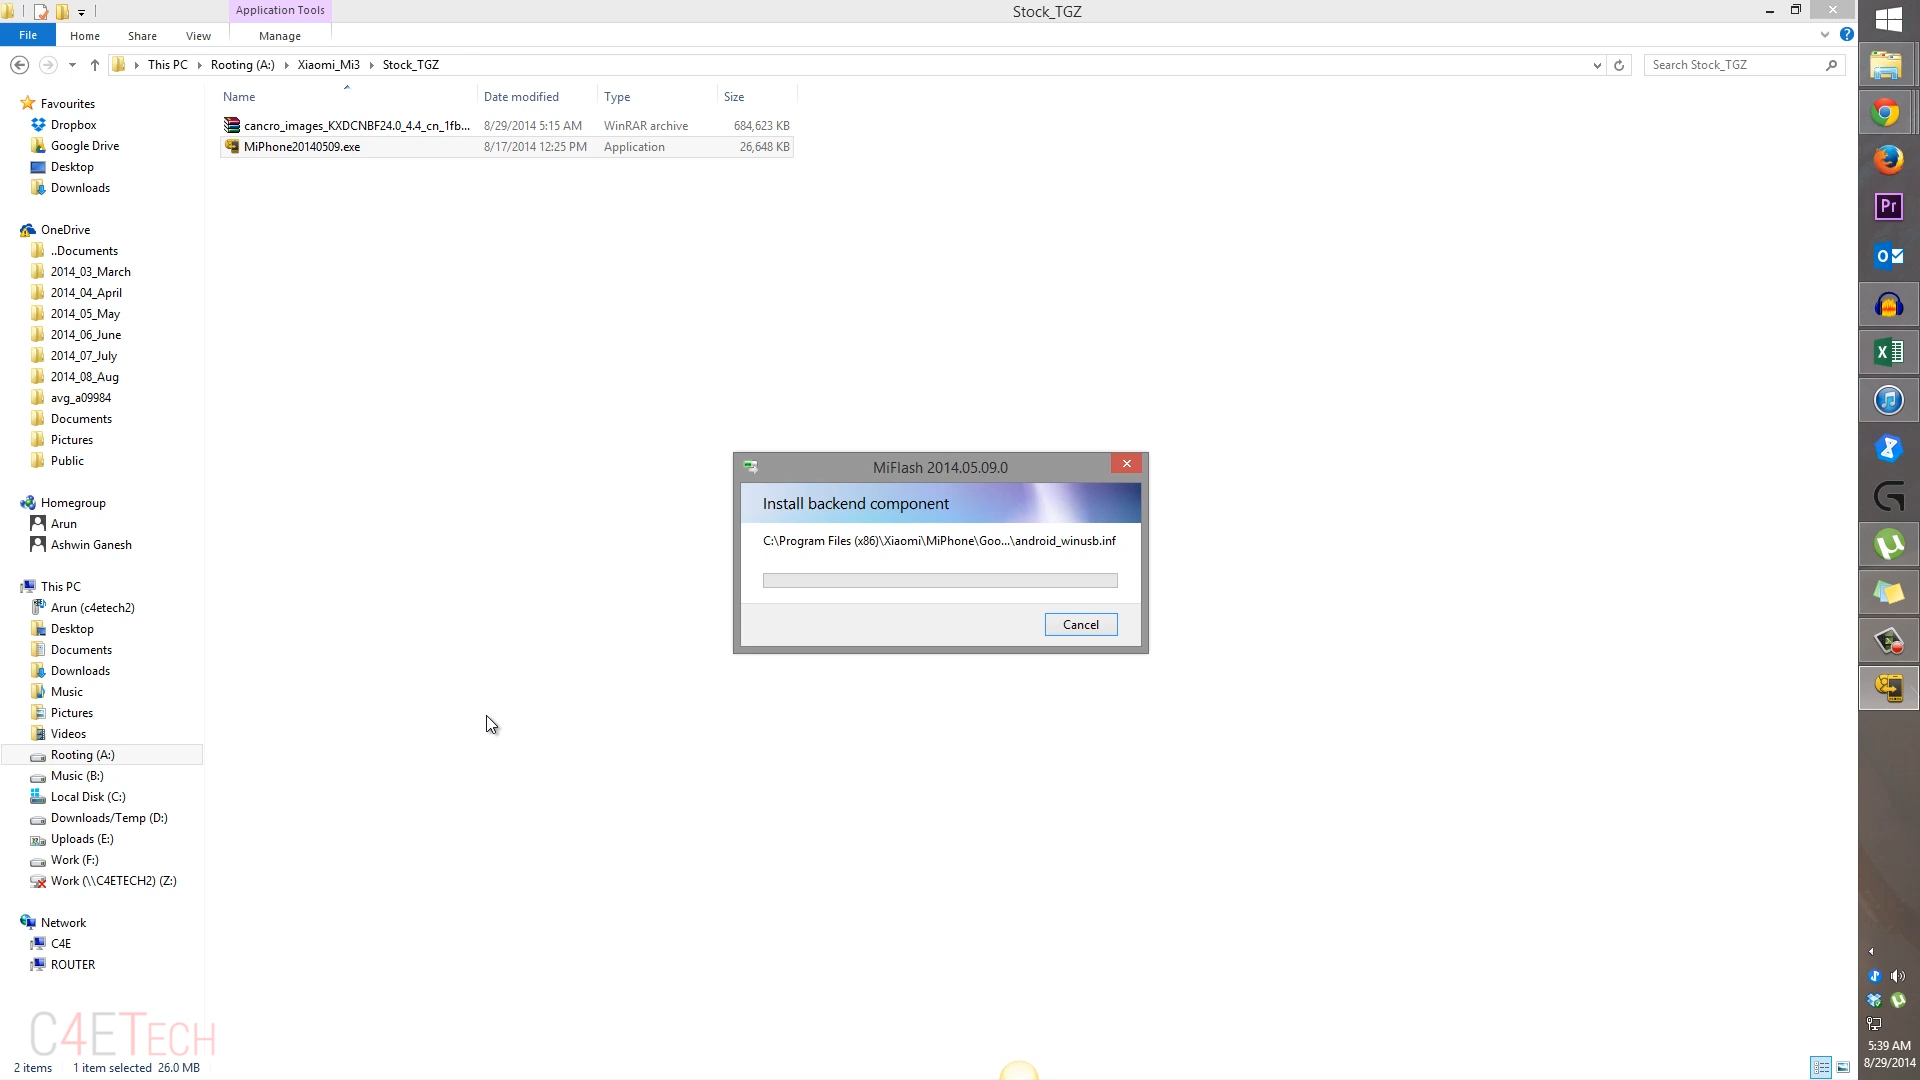 Application Tools
Stock_TGZ
File
Home
Share
View
Manage
This PC
Rooting (A:)
Xiaomi_Mi3
Stock_TGZ
Search Stock_TGZ
Name
Date modified
Type
Size
cancro_images_KXDCNBF24.0_4.4_cn_1fb...
8/29/2014 5:15 AM
WinRAR archive
684,623 KB
MiPhone20140509.exe
8/17/2014 12:25 PM
Application
26,648 KB
Favourites
Dropbox
Google Drive
Desktop
Downloads
OneDrive
..Documents
2014_03_March
2014_04_April
2014_05_May
2014_06_June
2014_07_July
2014_08_Aug
avg_a09984
Documents
Pictures
Public
Homegroup
Arun
Ashwin Ganesh
This PC
Arun (c4etech2)
Desktop
Documents
Downloads
Music
Pictures
Videos
Rooting (A:)
Music (B:)
Local Disk (C:)
Downloads/Temp (D:)
Uploads (E:)
Work (F:)
Work (\\C4ETECH2) (Z:)
Network
C4E
ROUTER
MiFlash 2014.05.09.0
Install backend component
C:\Program Files (x86)\Xiaomi\MiPhone\Goo...\android_winusb.inf
Cancel
Pr
C4ETECH
2 items
1 item selected 26.0 MB
5:39 AM
8/29/2014